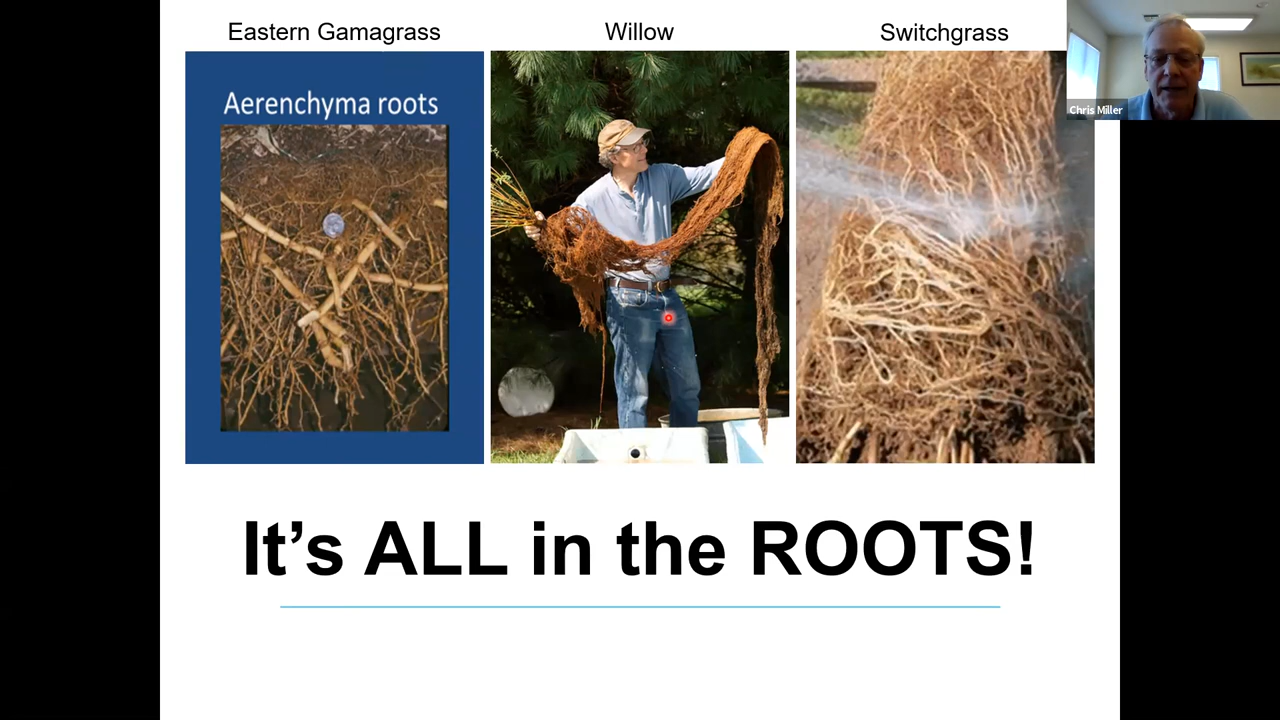 Eastern Gamagrass
Willow
Switchgrass
Chris Miller
Aerenchyma roots
It's ALL in the ROOTS!